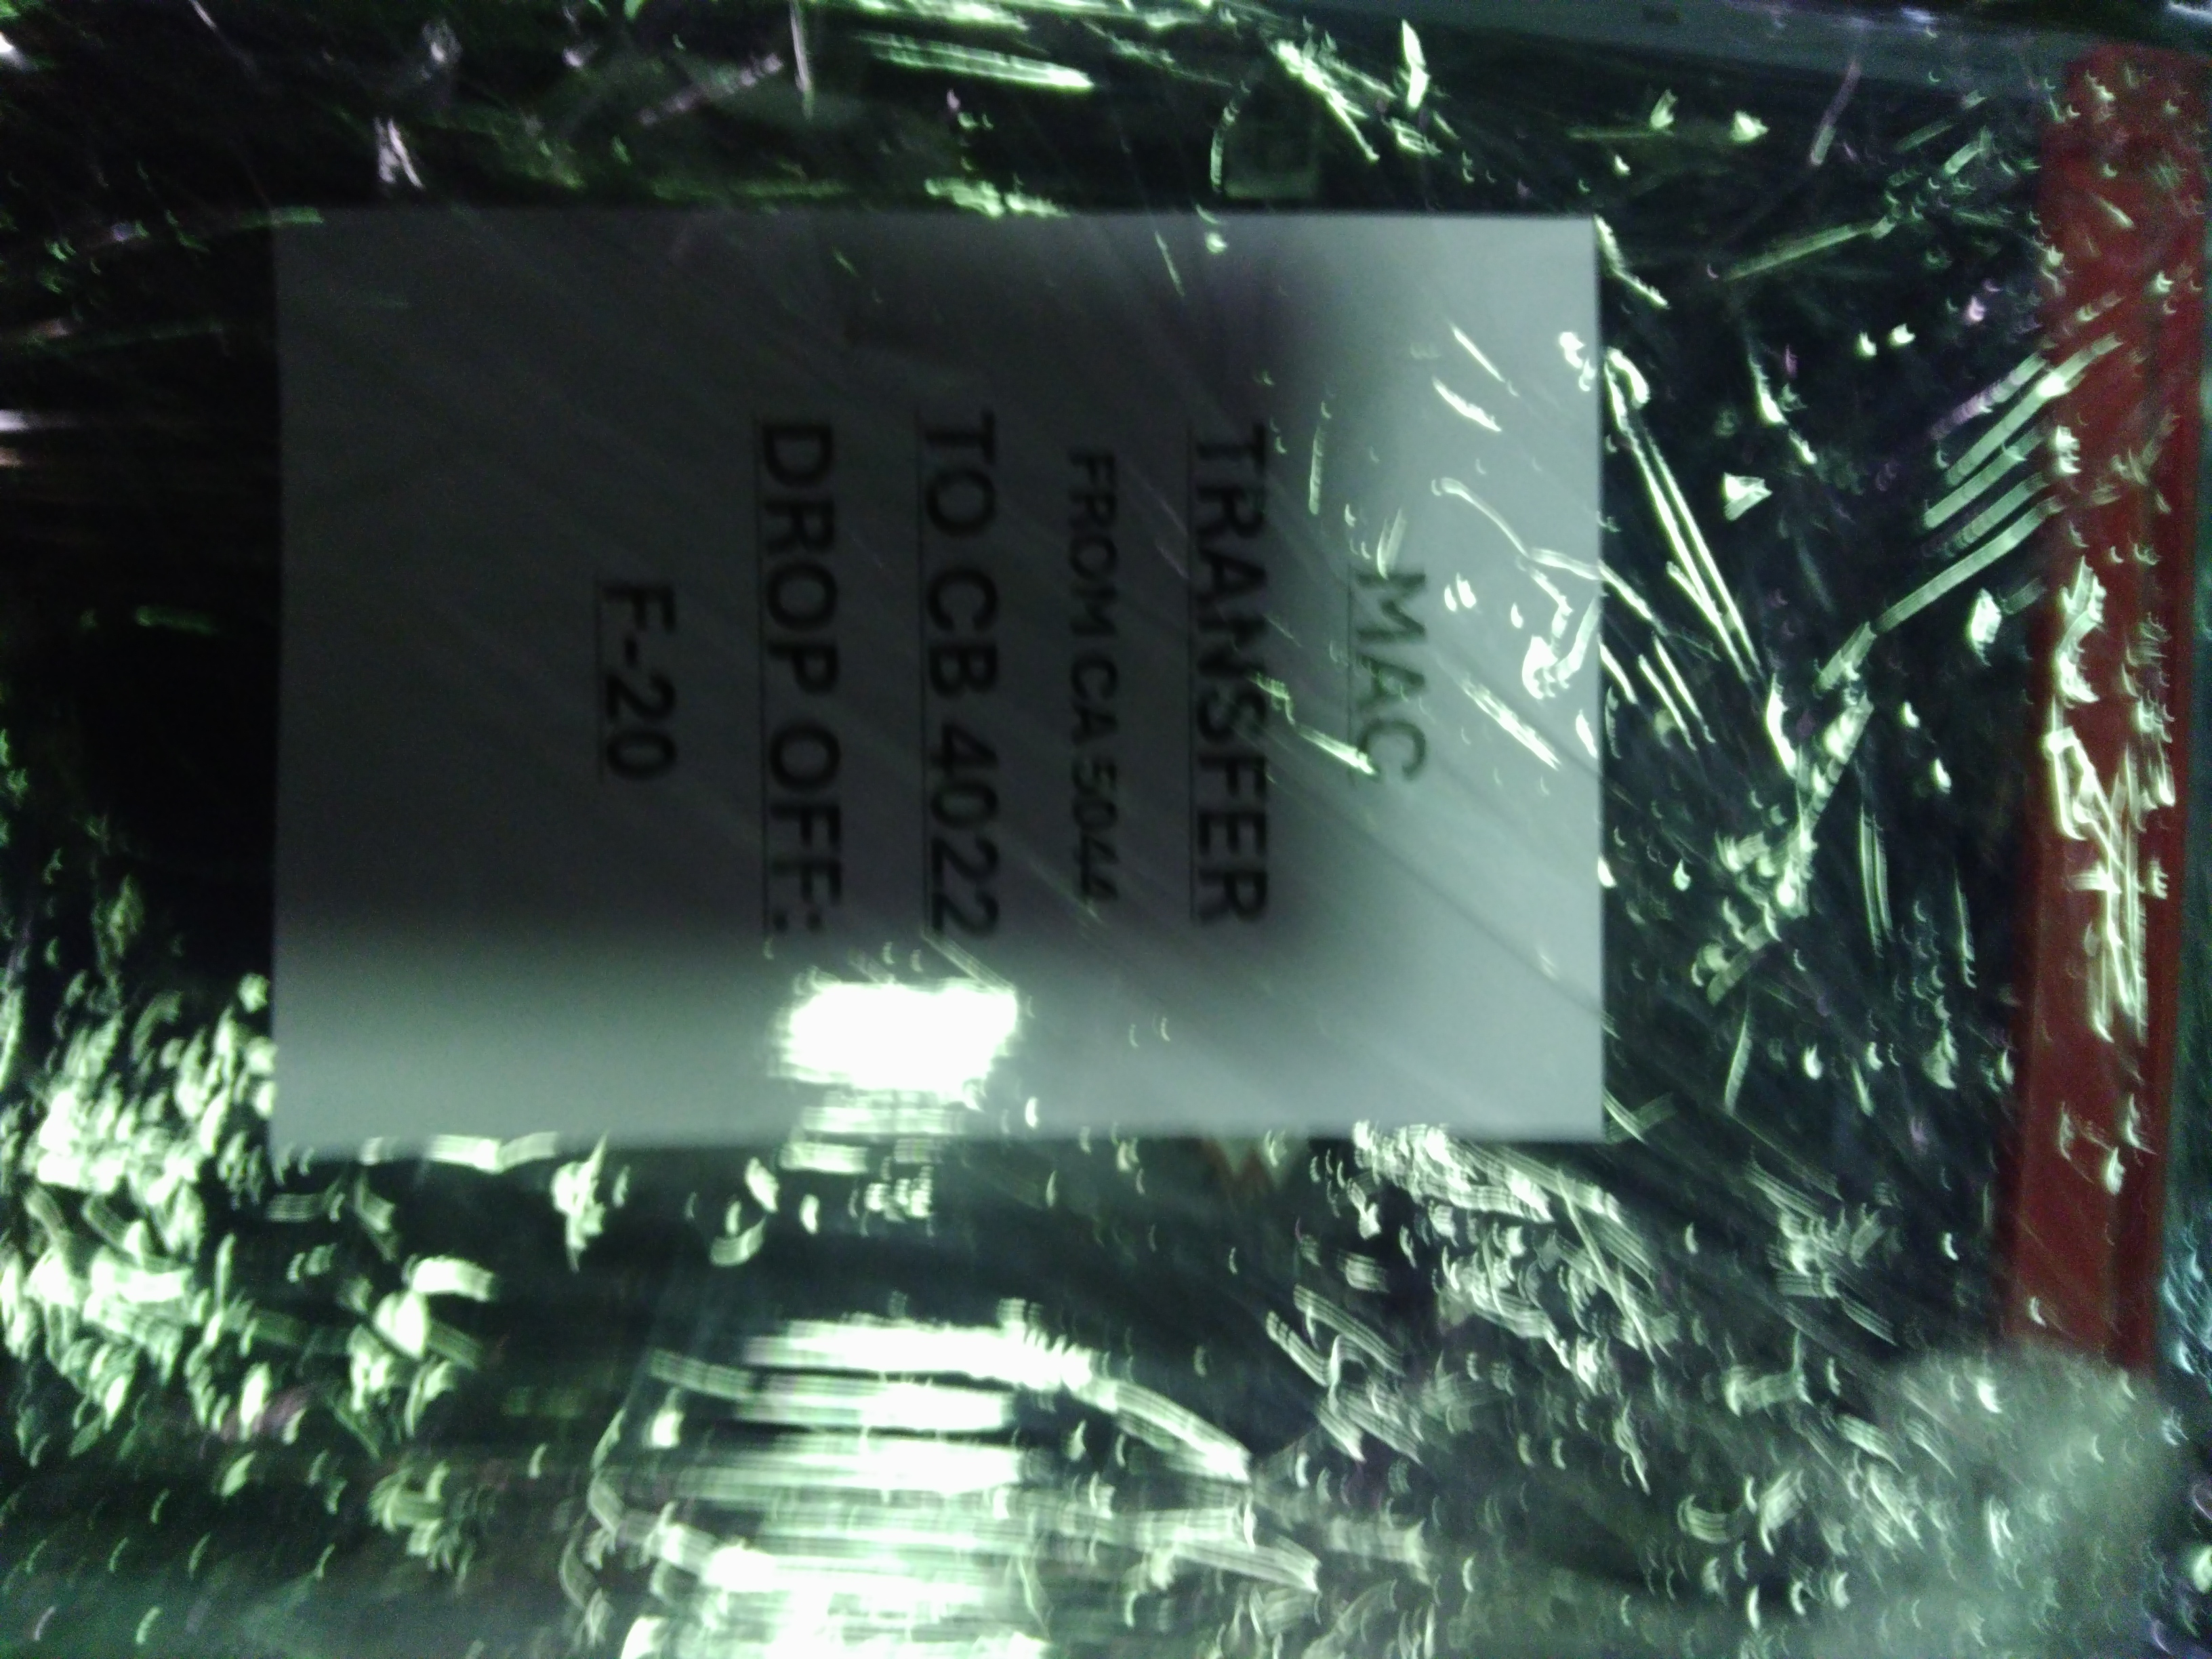 MAC
TRANSFER
FROM CA 5044
TO CB 4022
DROP OFF:
F-20